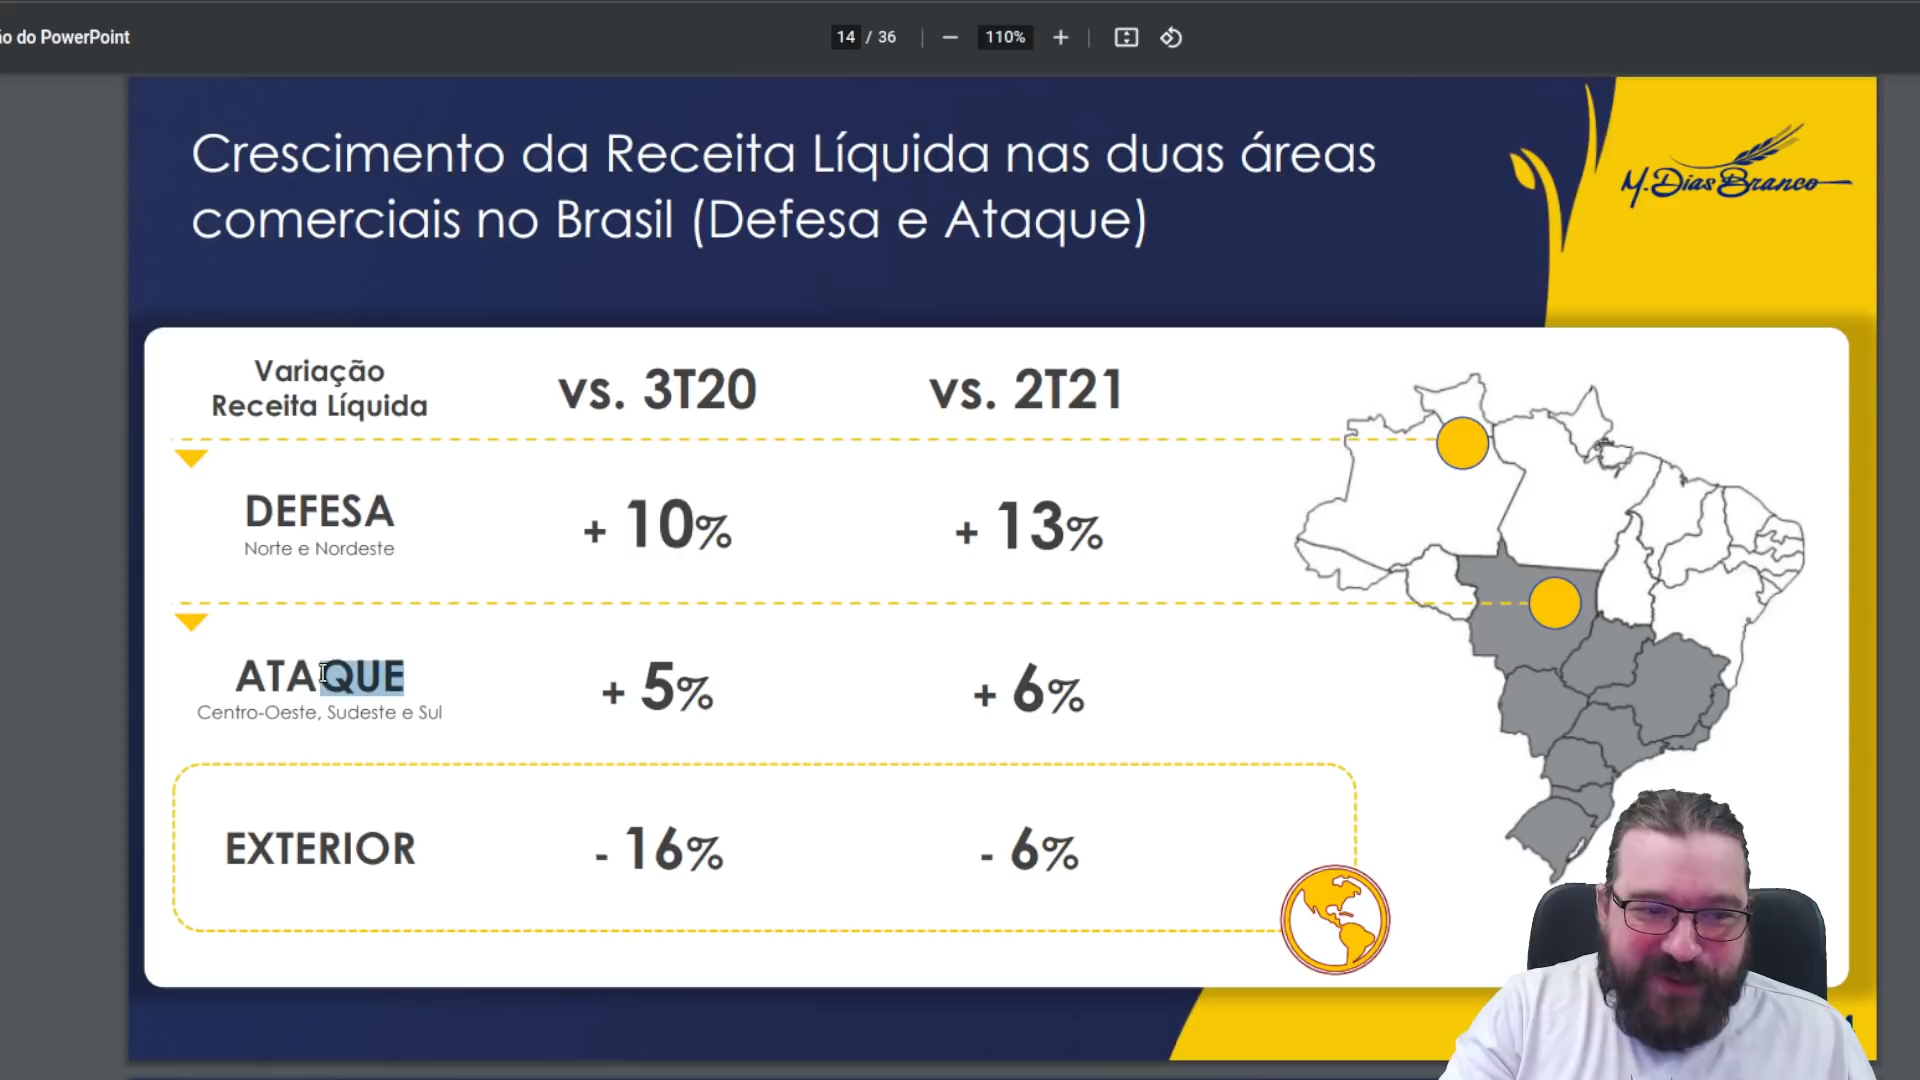 ão do PowerPoint
14 / 36
110%
Crescimento da Receita Líquida nas duas áreas
comerciais no Brasil (Defesa e Ataque)
M. Dias Branco
Variação
Receita Líquida
vs. 3T20
vs. 2T21
DEFESA
Norte e Nordeste
+ 10%
+ 13%
ATAQUE
Centro-Oeste, Sudeste e Sul
+ 5%
+ 6%
EXTERIOR
- 16%
- 6%